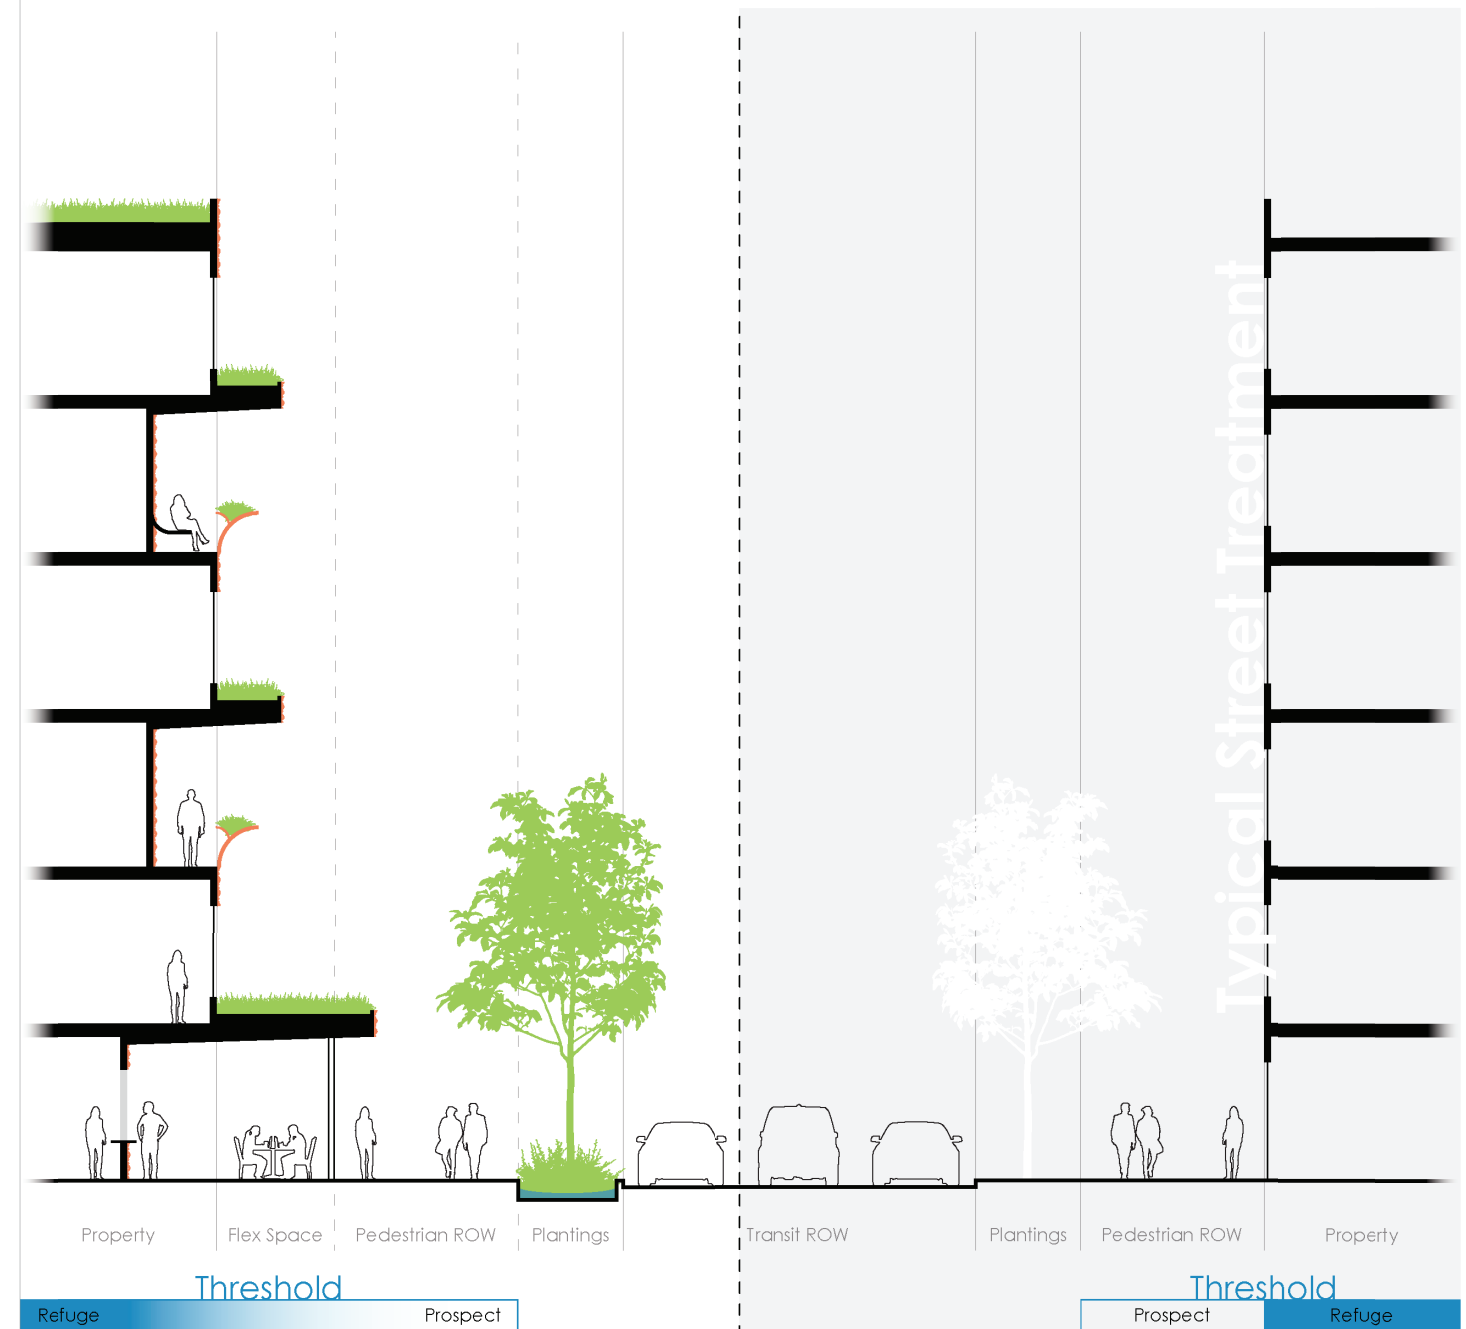 Typical Street Treatment
Property Flex Space Pedestrian ROW Plantings Transit ROW Plantings Pedestrian ROW Property
Threshold Threshold
Refuge Prospect Prospect Refuge